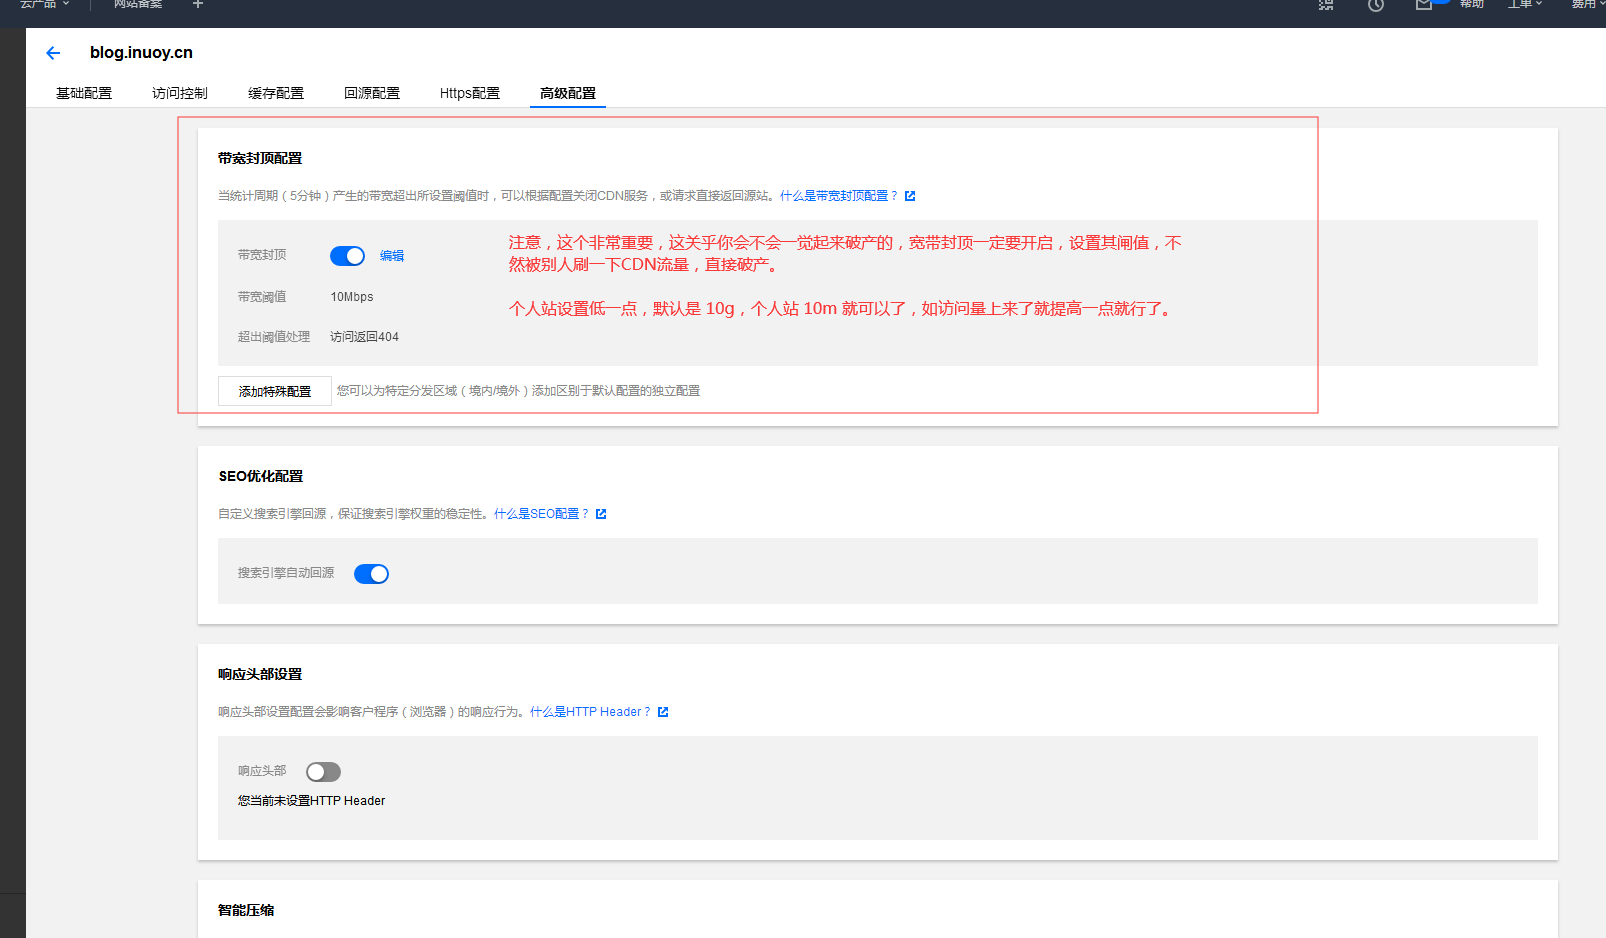 云产品
网站备案
+
帮助
工单
费用
blog.inuoy.cn
基础配置
访问控制
缓存配置
回源配置
Https配置
高级配置
带宽封顶配置
当统计周期（5分钟）产生的带宽超出所设置阈值时，可以根据配置关闭CDN服务，或请求直接返回源站。什么是带宽封顶配置？
带宽封顶
编辑
注意，这个非常重要，这关乎你会不会一觉起来破产的，宽带封顶一定要开启，设置其闸值，不
然被别人刷一下CDN流量，直接破产。
带宽阈值
10Mbps
个人站设置低一点，默认是 10g，个人站 10m 就可以了，如访问量上来了就提高一点就行了。
超出阈值处理
访问返回404
添加特殊配置
您可以为特定分发区域（境内/境外）添加区别于默认配置的独立配置
SEO优化配置
自定义搜索引擎回源，保证搜索引擎权重的稳定性。什么是SEO配置？
搜索引擎自动回源
响应头部设置
响应头部设置配置会影响客户程序（浏览器）的响应行为。什么是HTTP Header？
响应头部
您当前未设置HTTP Header
智能压缩